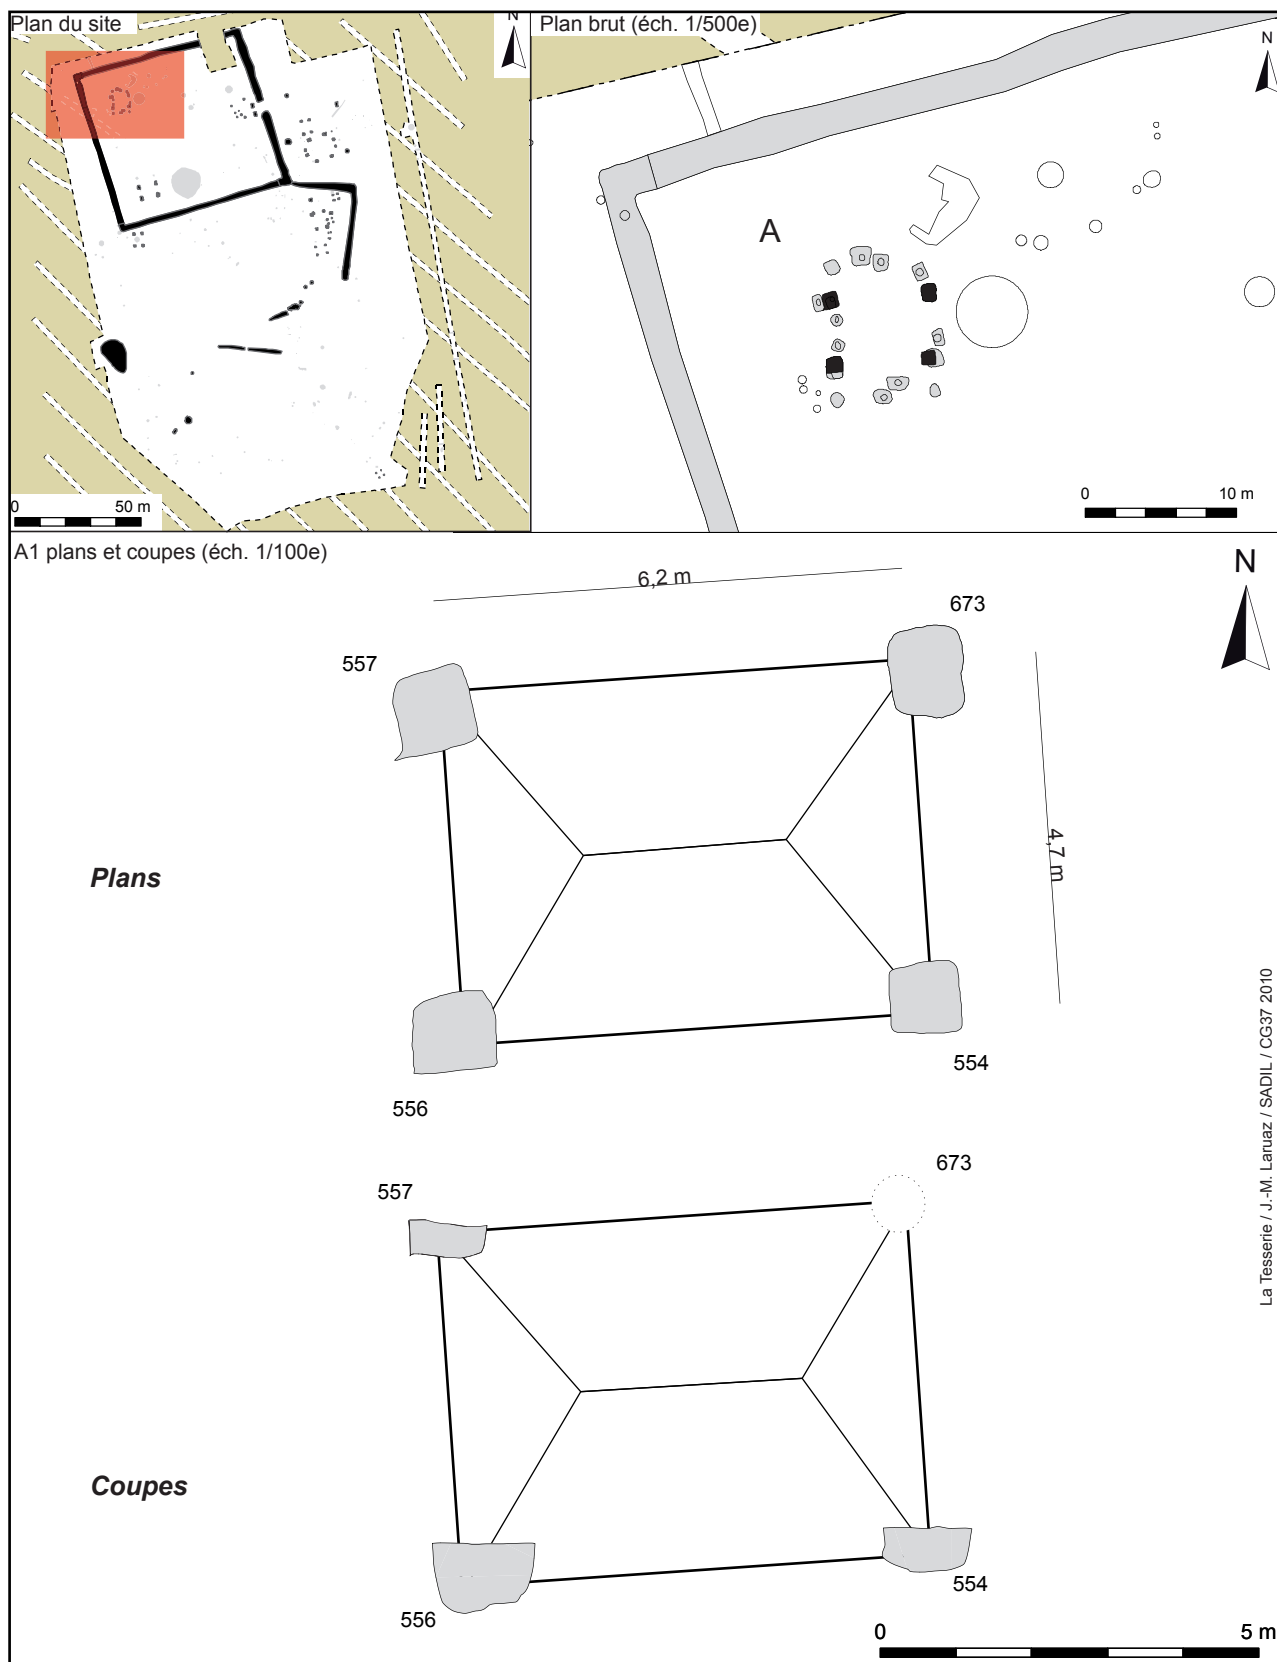 Plan du site
N
0 50 m
Plan brut (éch. 1/500e)
N
A
0 10 m
A1 plans et coupes (éch. 1/100e)
N
6,2 m
673
557
4,7 m
Plans
554
556
673
557
Coupes
554
556
0 5 m
La Tesserie / J.-M. Laruaz / SADIL / CG37 2010